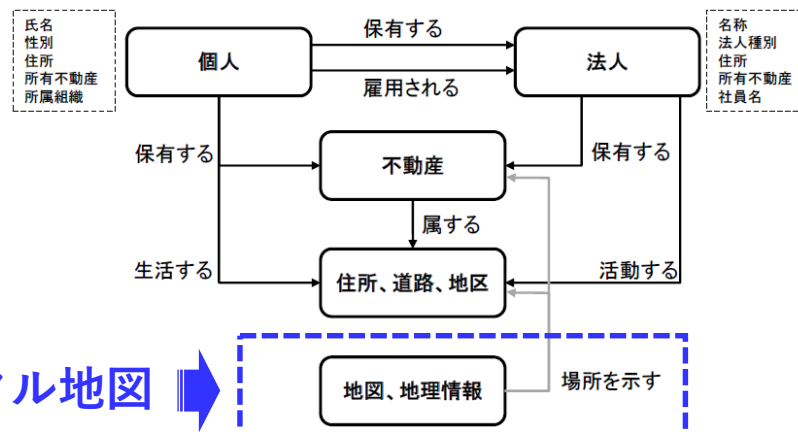 氏名
性別
住所
所有不動産
所属組織
個人
保有する
雇用される
法人
名称
法人種別
住所
所有不動産
社員名
保有する
不動産
保有する
属する
生活する
住所、道路、地区
活動する
ル地図
地図、地理情報
場所を示す